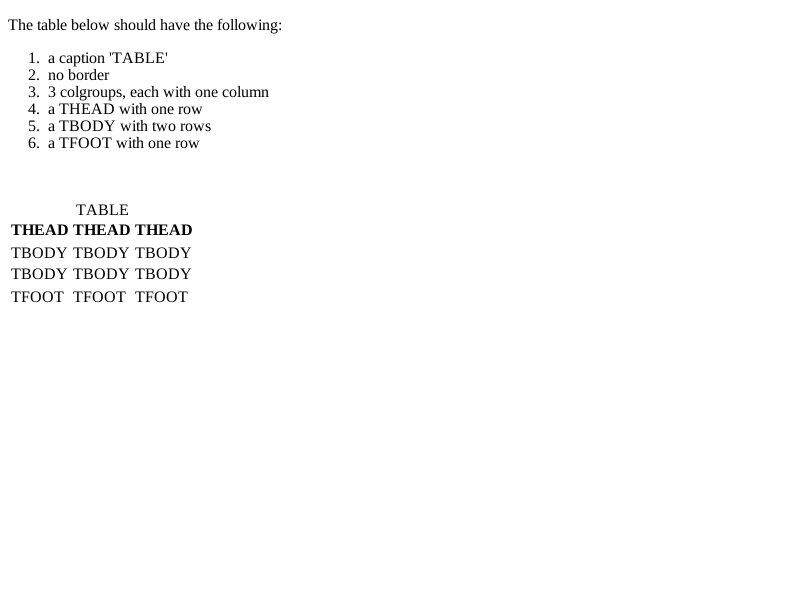 The table below should have the following:
1. a caption 'TABLE'
2. no border
3. 3 colgroups, each with one column
4. a THEAD with one row
5. a TBODY with two rows
6. a TFOOT with one row
TABLE
THEAD THEAD THEAD
TBODY TBODY TBODY
TBODY TBODY TBODY
TFOOT TFOOT TFOOT